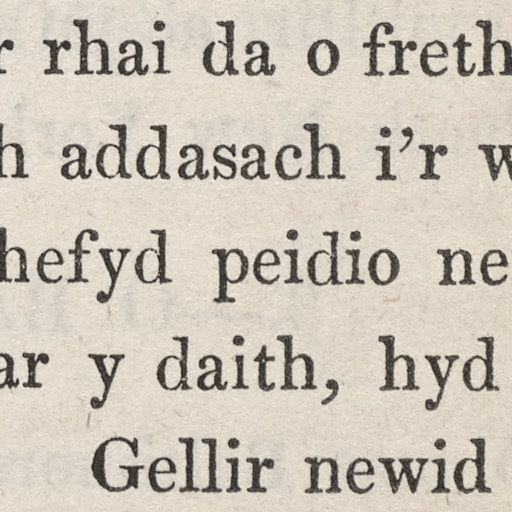 r rhai da o freth
h addasach i'r w
hefyd peidio ne
ar y daith, hyd
Gellir newid